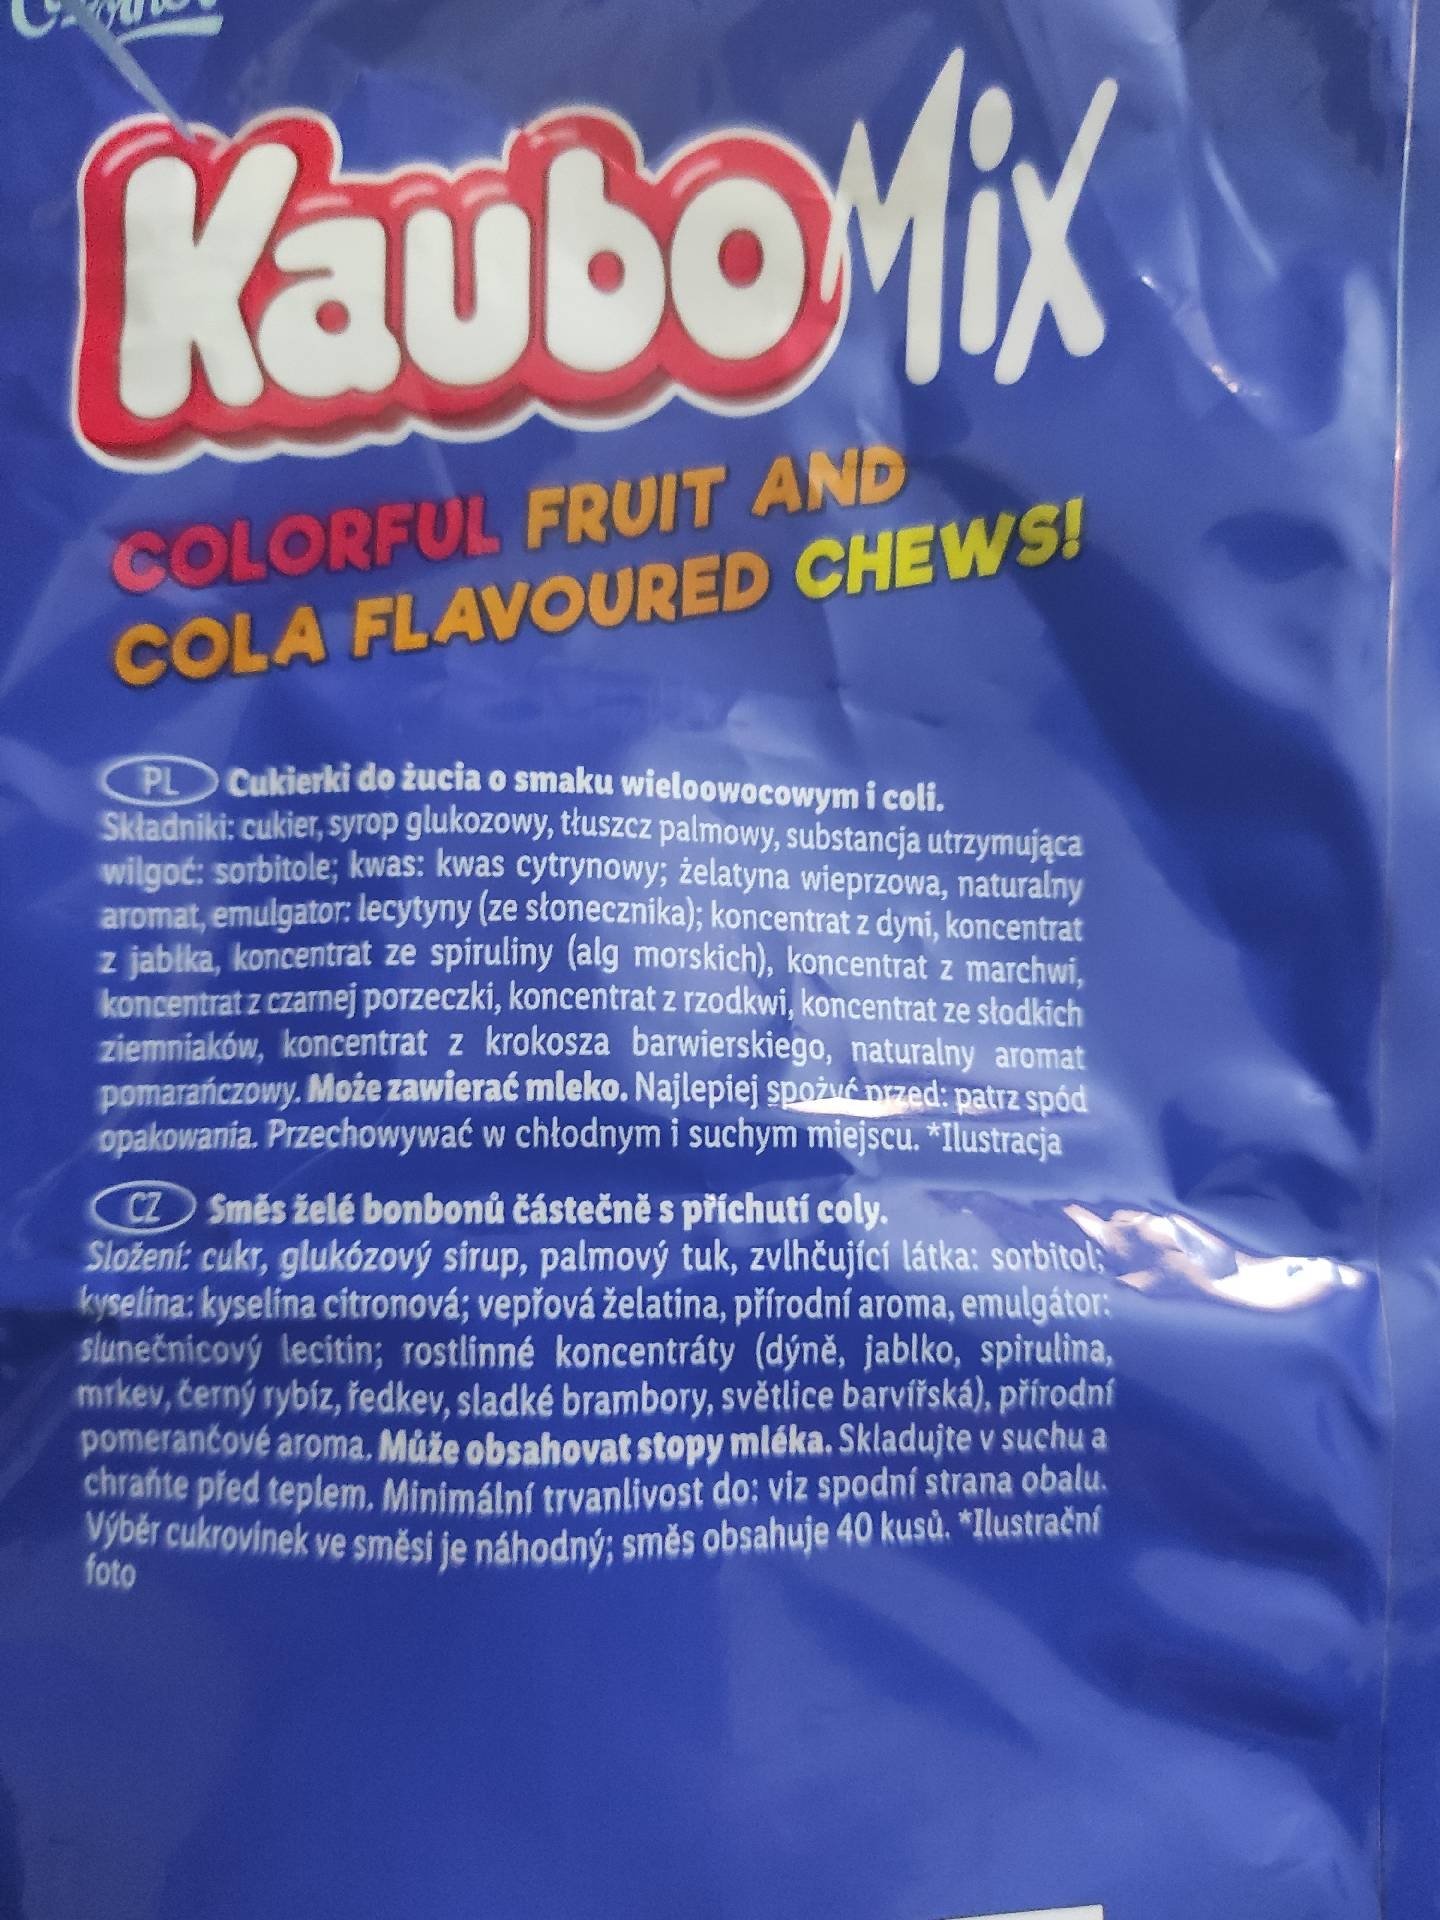 Kaubo Mix
COLORFUL FRUIT AND
COLA FLAVOURED CHEWS!
PL Cukierki do żucia o smaku wieloowocowym i coli.
Składniki: cukier, syrop glukozowy, tłuszcz palmowy, substancja utrzymująca
wilgoć: sorbitole; kwas: kwas cytrynowy; żelatyna wieprzowa, naturalny
aromat, emulgator: lecytyny (ze słonecznika); koncentrat z dyni, koncentrat
z jabłka, koncentrat ze spiruliny (alg morskich), koncentrat z marchwi,
koncentrat z czarnej porzeczki, koncentrat z rzodkwi, koncentrat ze słodkich
ziemniaków, koncentrat z krokosza barwierskiego, naturalny aromat
pomarańczowy. Może zawierać mleko. Najlepiej spożyć przed: patrz spód
opakowania. Przechowywać w chłodnym i suchym miejscu. *Ilustracja
CZ Směs želé bonbonů částečně s příchutí coly.
Složení: cukr, glukózový sirup, palmový tuk, zvlhčující látka: sorbitol;
kyselina: kyselina citronová; vepřová želatina, přírodní aroma, emulgátor:
slunečnicový lecitin; rostlinné koncentráty (dýně, jablko, spirulina,
mrkev, černý rybíz, ředkev, sladké brambory, světlice barvířská), přírodní
pomerančové aroma. Může obsahovat stopy mléka. Skladujte v suchu a
chraňte před teplem. Minimální trvanlivost do: viz spodní strana obalu.
Výběr cukrovinek ve směsi je náhodný; směs obsahuje 40 kusů. *Ilustrační
foto